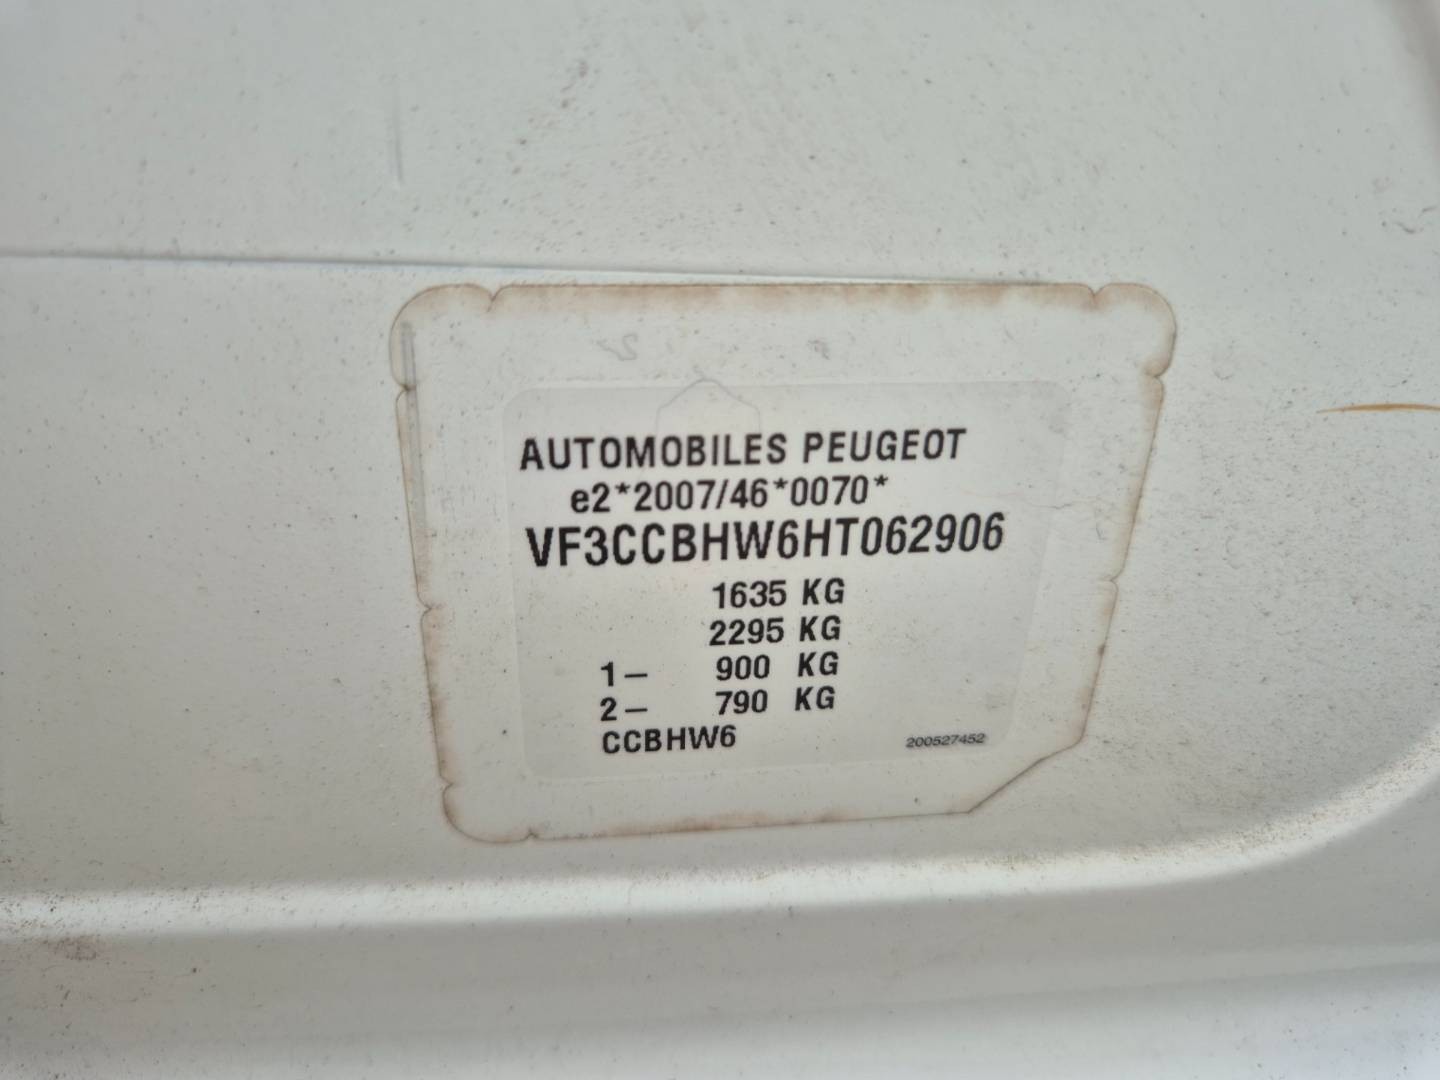 AUTOMOBILES PEUGEOT
e2*2007/46*0070*
VF3CCBHW6HT062906
1635 KG
2295 KG
1– 900 KG
2– 790 KG
CCBHW6
200527452